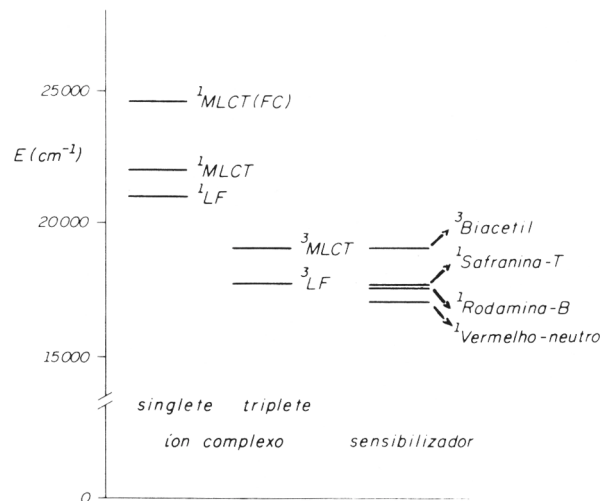 25000
¹MLCT(FC)
E(cm⁻¹)
¹MLCT
¹LF
20000
³Biacetil
³MLCT
¹Safranina-T
³LF
¹Rodamina-B
¹Vermelho-neutro
15000
singlete triplete
íon complexo sensibilizador
0